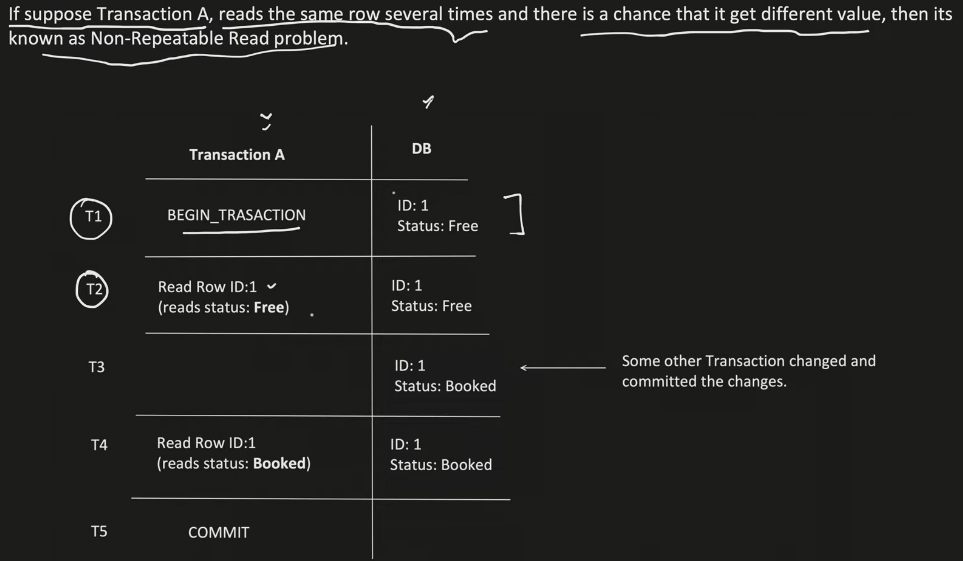 If suppose Transaction A, reads the same row several times and there is a chance that it get different value, then its
known as Non-Repeatable Read problem.
Transaction A
DB
T1
BEGIN_TRASACTION
ID: 1
Status: Free
T2
Read Row ID:1
(reads status: Free)
ID: 1
Status: Free
T3
ID: 1
Status: Booked
Some other Transaction changed and
committed the changes.
T4
Read Row ID:1
(reads status: Booked)
ID: 1
Status: Booked
T5
COMMIT